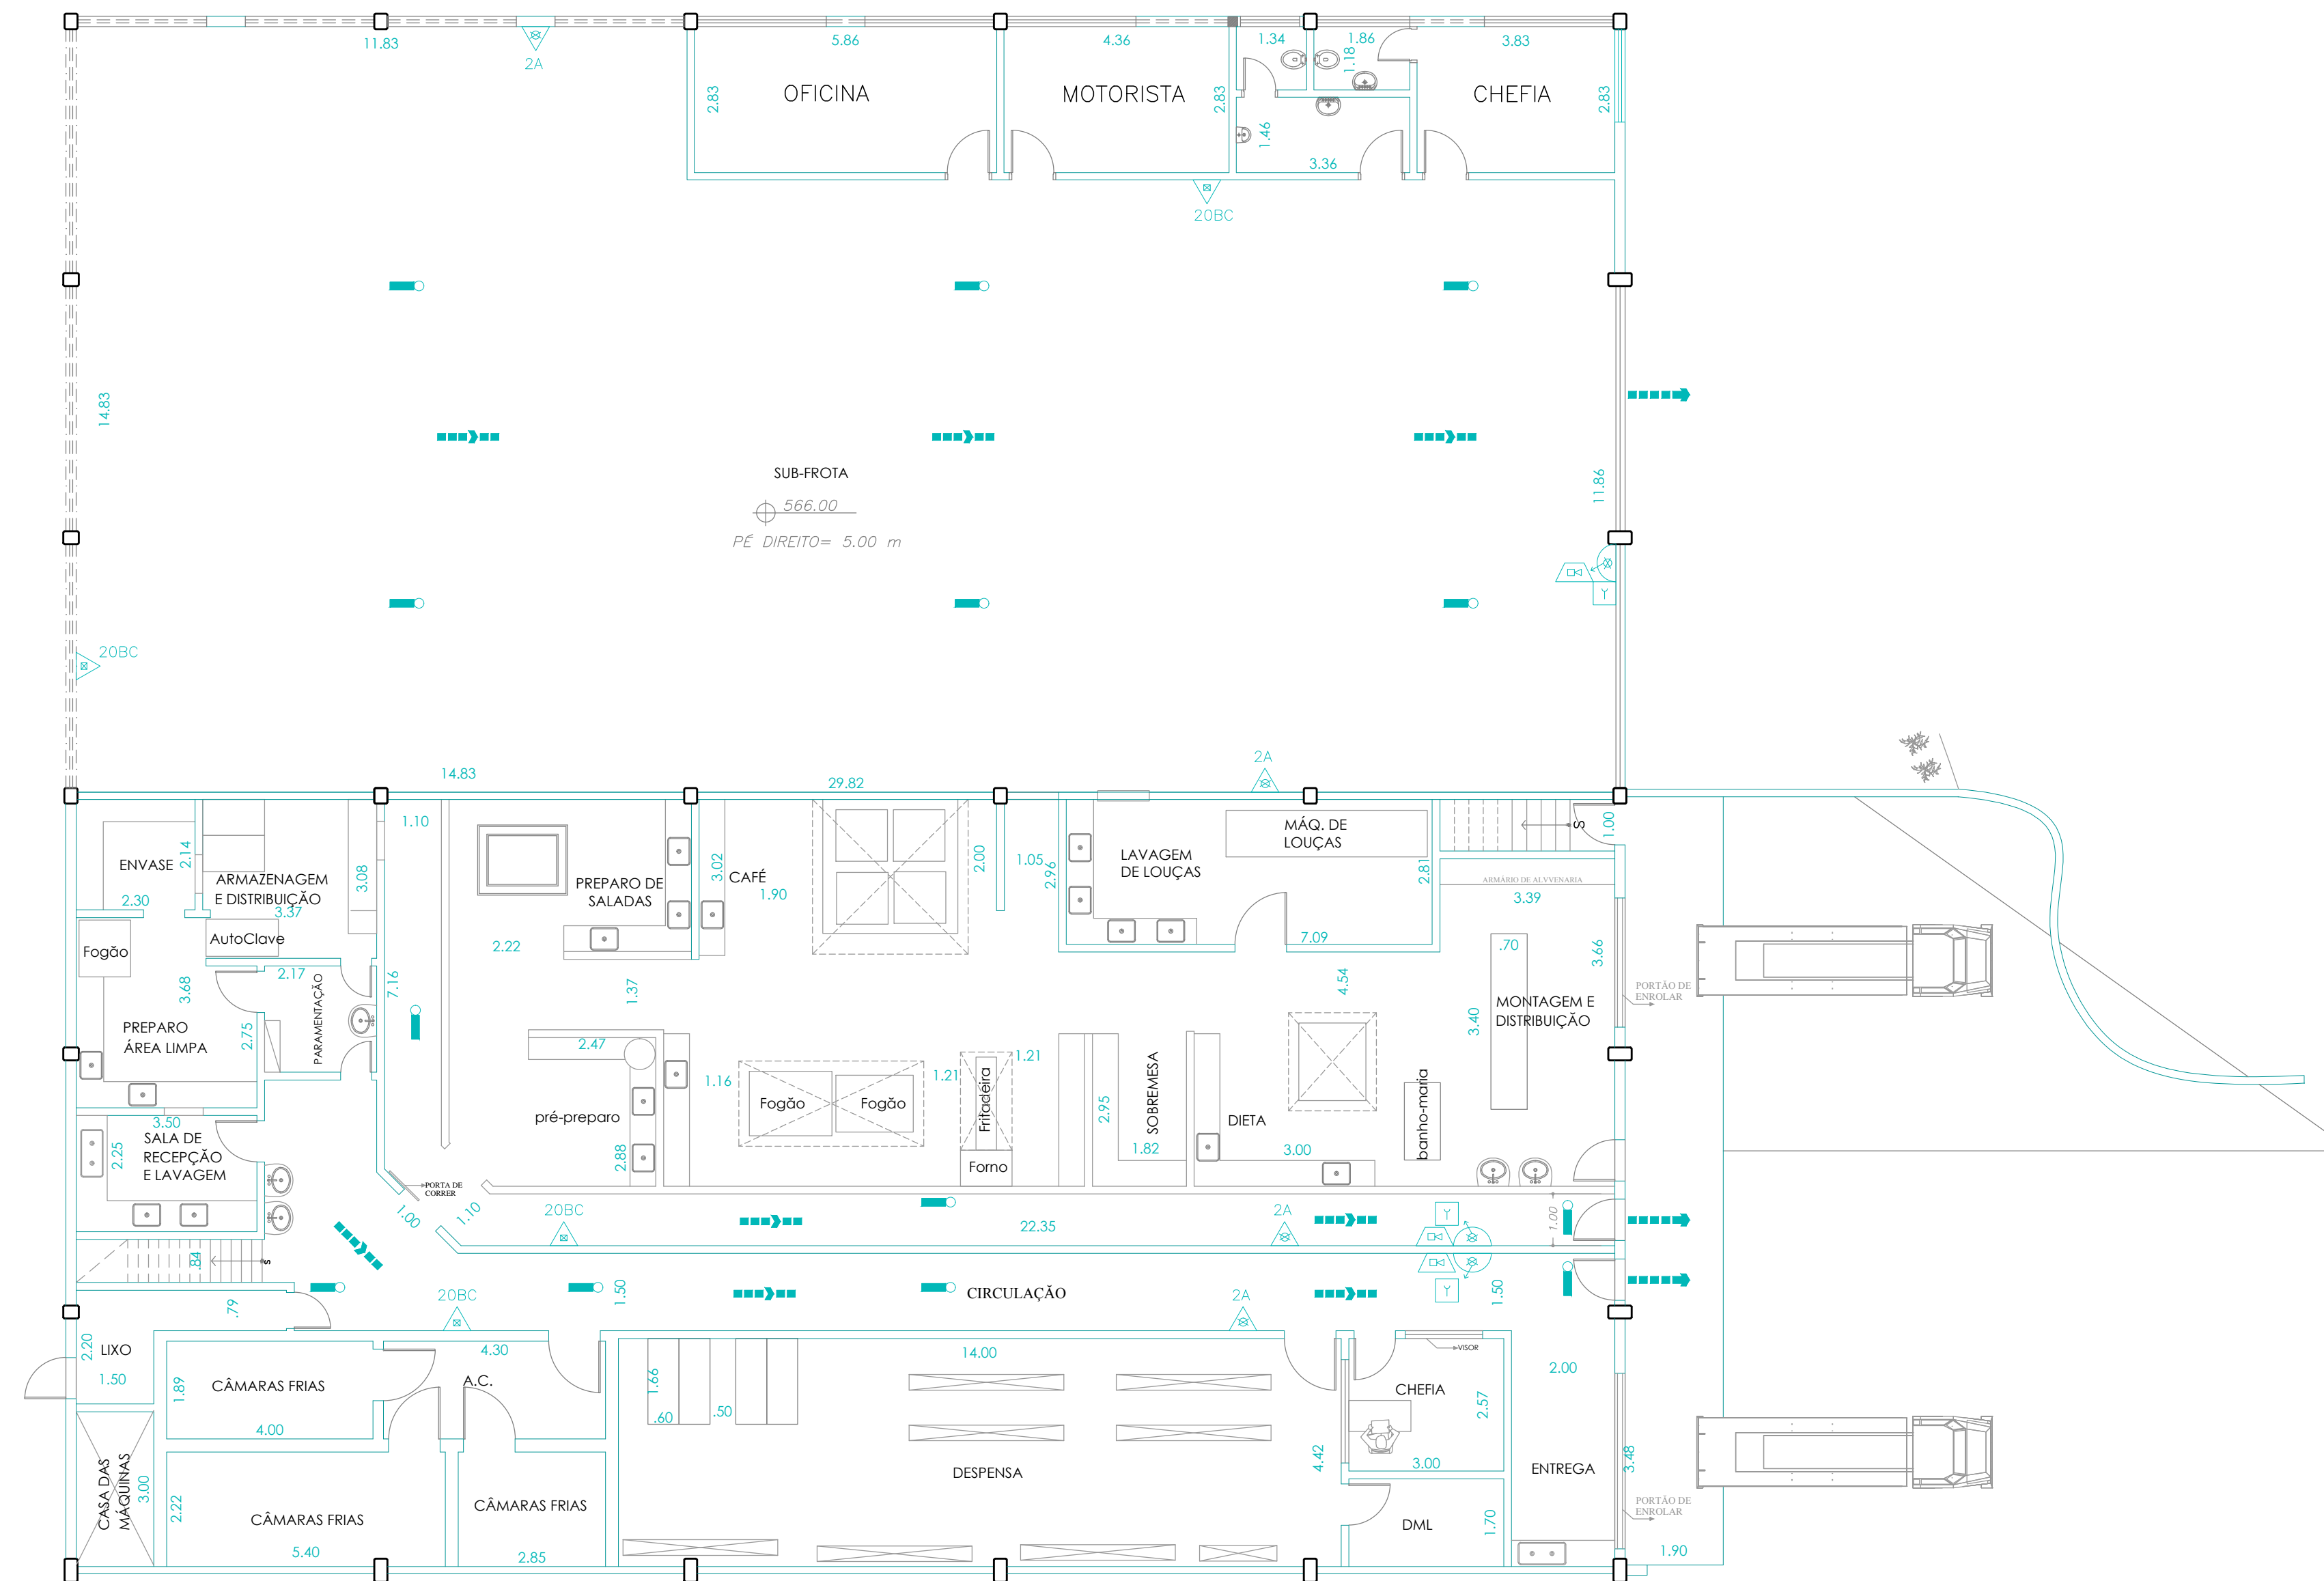 11.83
2A
5.86
4.36
1.34
1.86
1.18
3.83
OFICINA
MOTORISTA
CHEFIA
2.83
2.83
2.83
1.46
3.36
20BC
14.83
SUB-FROTA
566.00
PÉ DIREITO= 5.00 m
11.86
20BC
14.83
29.82
2A
1.10
ENVASE
2.14
2.30
ARMAZENAGEM
E DISTRIBUIÇÃO
3.37
3.08
AutoClave
Fogão
3.68
2.17
PARAMENTAÇÃO
7.16
PREPARO
ÁREA LIMPA
2.75
3.50
SALA DE
RECEPÇÃO
E LAVAGEM
2.25
PREPARO DE
SALADAS
2.22
1.37
3.02
CAFÉ
1.90
2.00
1.05
2.96
LAVAGEM
DE LOUÇAS
MÁQ. DE
LOUÇAS
2.81
7.09
S
1.00
ARMÁRIO DE ALVVENARIA
3.39
.70
3.66
4.54
3.40
MONTAGEM E
DISTRIBUIÇÃO
PORTÃO DE
ENROLAR
2.47
pré-preparo
2.88
1.16
Fogão
Fogão
1.21
Fritadeira
1.21
Forno
2.95
SOBREMESA
1.82
DIETA
3.00
banho-maria
PORTA DE
CORRER
1.00
1.10
20BC
22.35
2A
1.00
.84
S
.79
20BC
1.50
CIRCULAÇÃO
2A
1.50
LIXO
2.20
1.50
CÂMARAS FRIAS
1.89
4.00
4.30
A.C.
1.66
.60
.50
14.00
VISOR
CHEFIA
2.57
3.00
2.00
4.42
DESPENSA
ENTREGA
3.48
CASA DAS
MÁQUINAS
3.00
2.22
CÂMARAS FRIAS
5.40
CÂMARAS FRIAS
2.85
DML
1.70
PORTÃO DE
ENROLAR
1.90